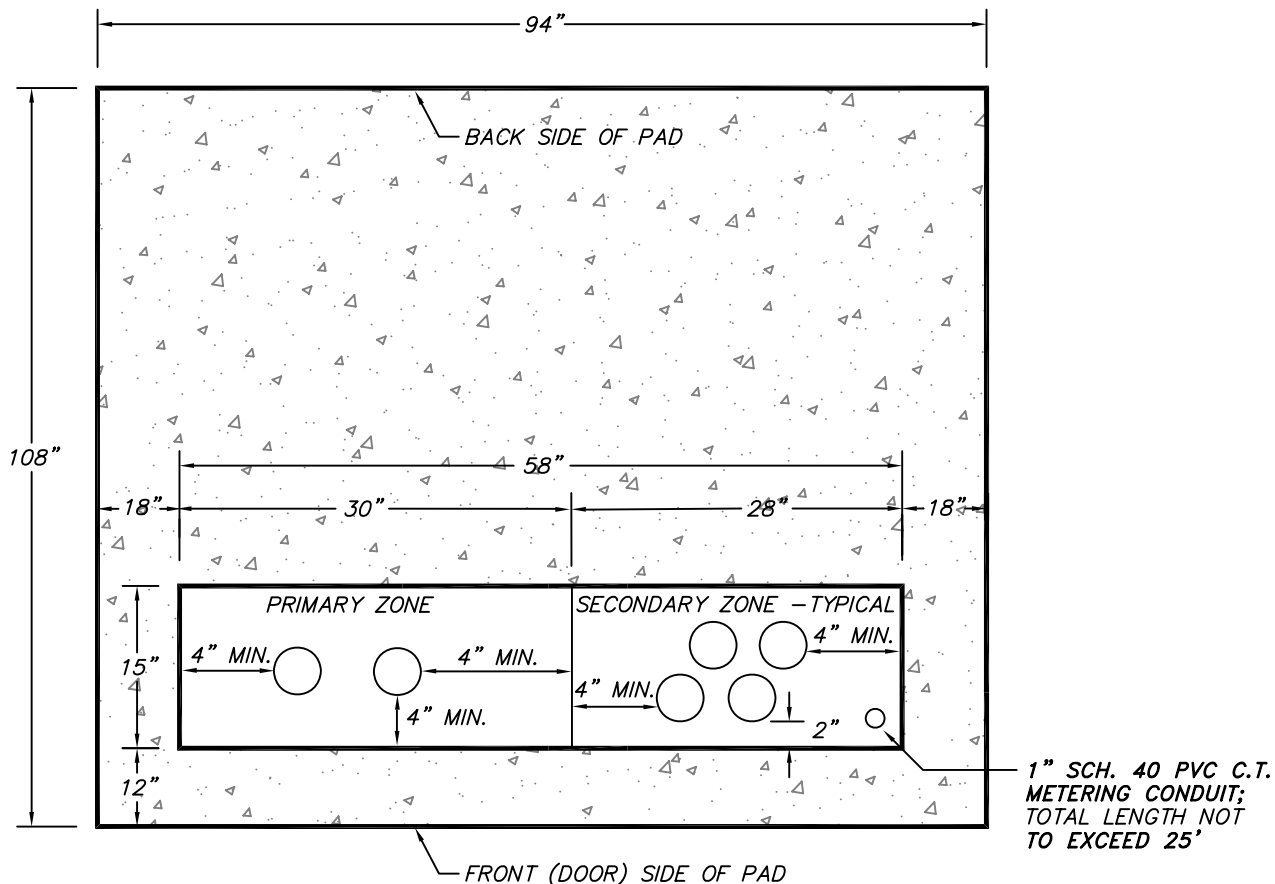 94”
BACK SIDE OF PAD
108”
58”
18”
30”
28”
18”
PRIMARY ZONE
SECONDARY ZONE – TYPICAL
4” MIN.
15”
4” MIN.
4” MIN.
4” MIN.
4” MIN.
2”
12”
1” SCH. 40 PVC C.T.
METERING CONDUIT;
TOTAL LENGTH NOT
TO EXCEED 25’
FRONT (DOOR) SIDE OF PAD